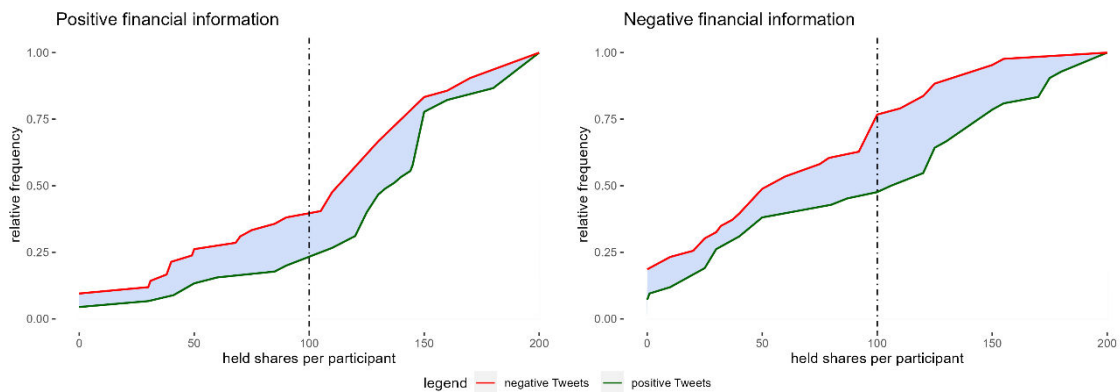 Positive financial information
1.00
0.75
0.50
0.25
0.00
relative frequency
0 50 100 150 200
held shares per participant
Negative financial information
1.00
0.75
0.50
0.25
0.00
relative frequency
0 50 100 150 200
held shares per participant
legend negative Tweets positive Tweets